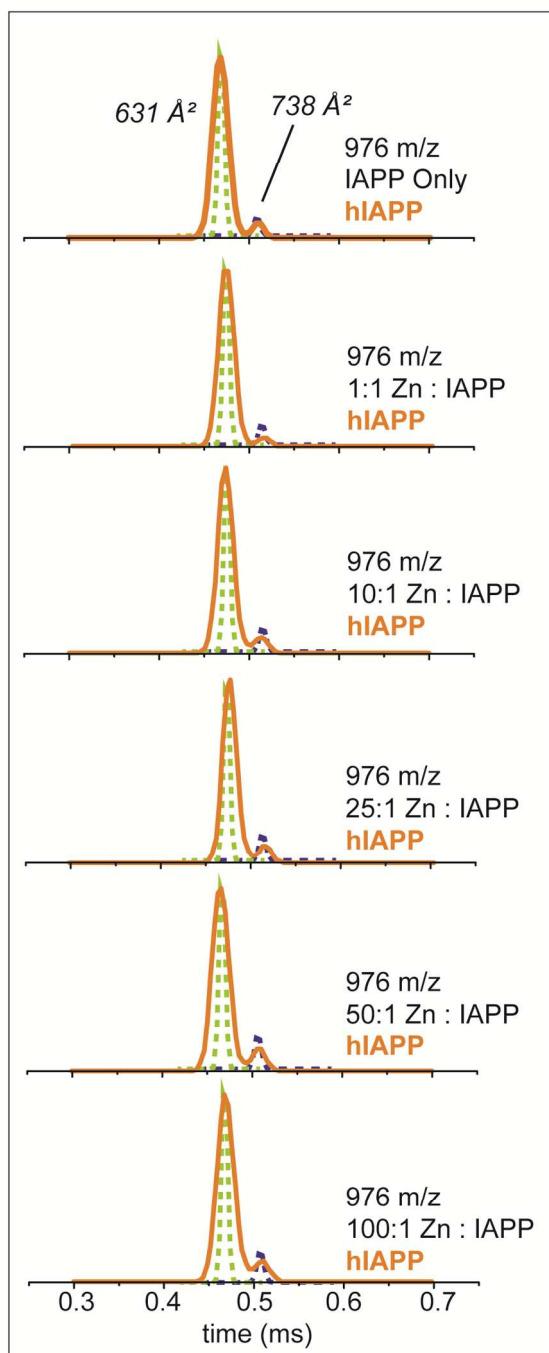 631 Å²
738 Å²
976 m/z
IAPP Only
hIAPP
976 m/z
1:1 Zn : IAPP
hIAPP
976 m/z
10:1 Zn : IAPP
hIAPP
976 m/z
25:1 Zn : IAPP
hIAPP
976 m/z
50:1 Zn : IAPP
hIAPP
976 m/z
100:1 Zn : IAPP
hIAPP
0.3 0.4 0.5 0.6 0.7
time (ms)